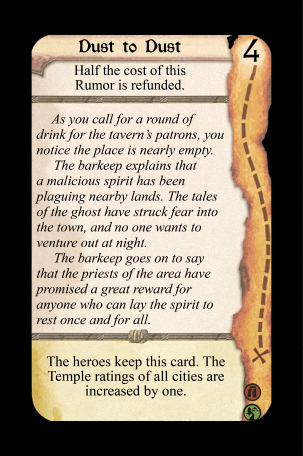 Dust to Dust
4
Half the cost of this
Rumor is refunded.
As you call for a round of
drink for the tavern's patrons, you
notice the place is nearly empty.
The barkeep explains that
a malicious spirit has been
plaguing nearby lands. The tales
of the ghost have struck fear into
the town, and no one wants to
venture out at night.
The barkeep goes on to say
that the priests of the area have
promised a great reward for
anyone who can lay the spirit to
rest once and for all.
The heroes keep this card. The
Temple ratings of all cities are
increased by one.